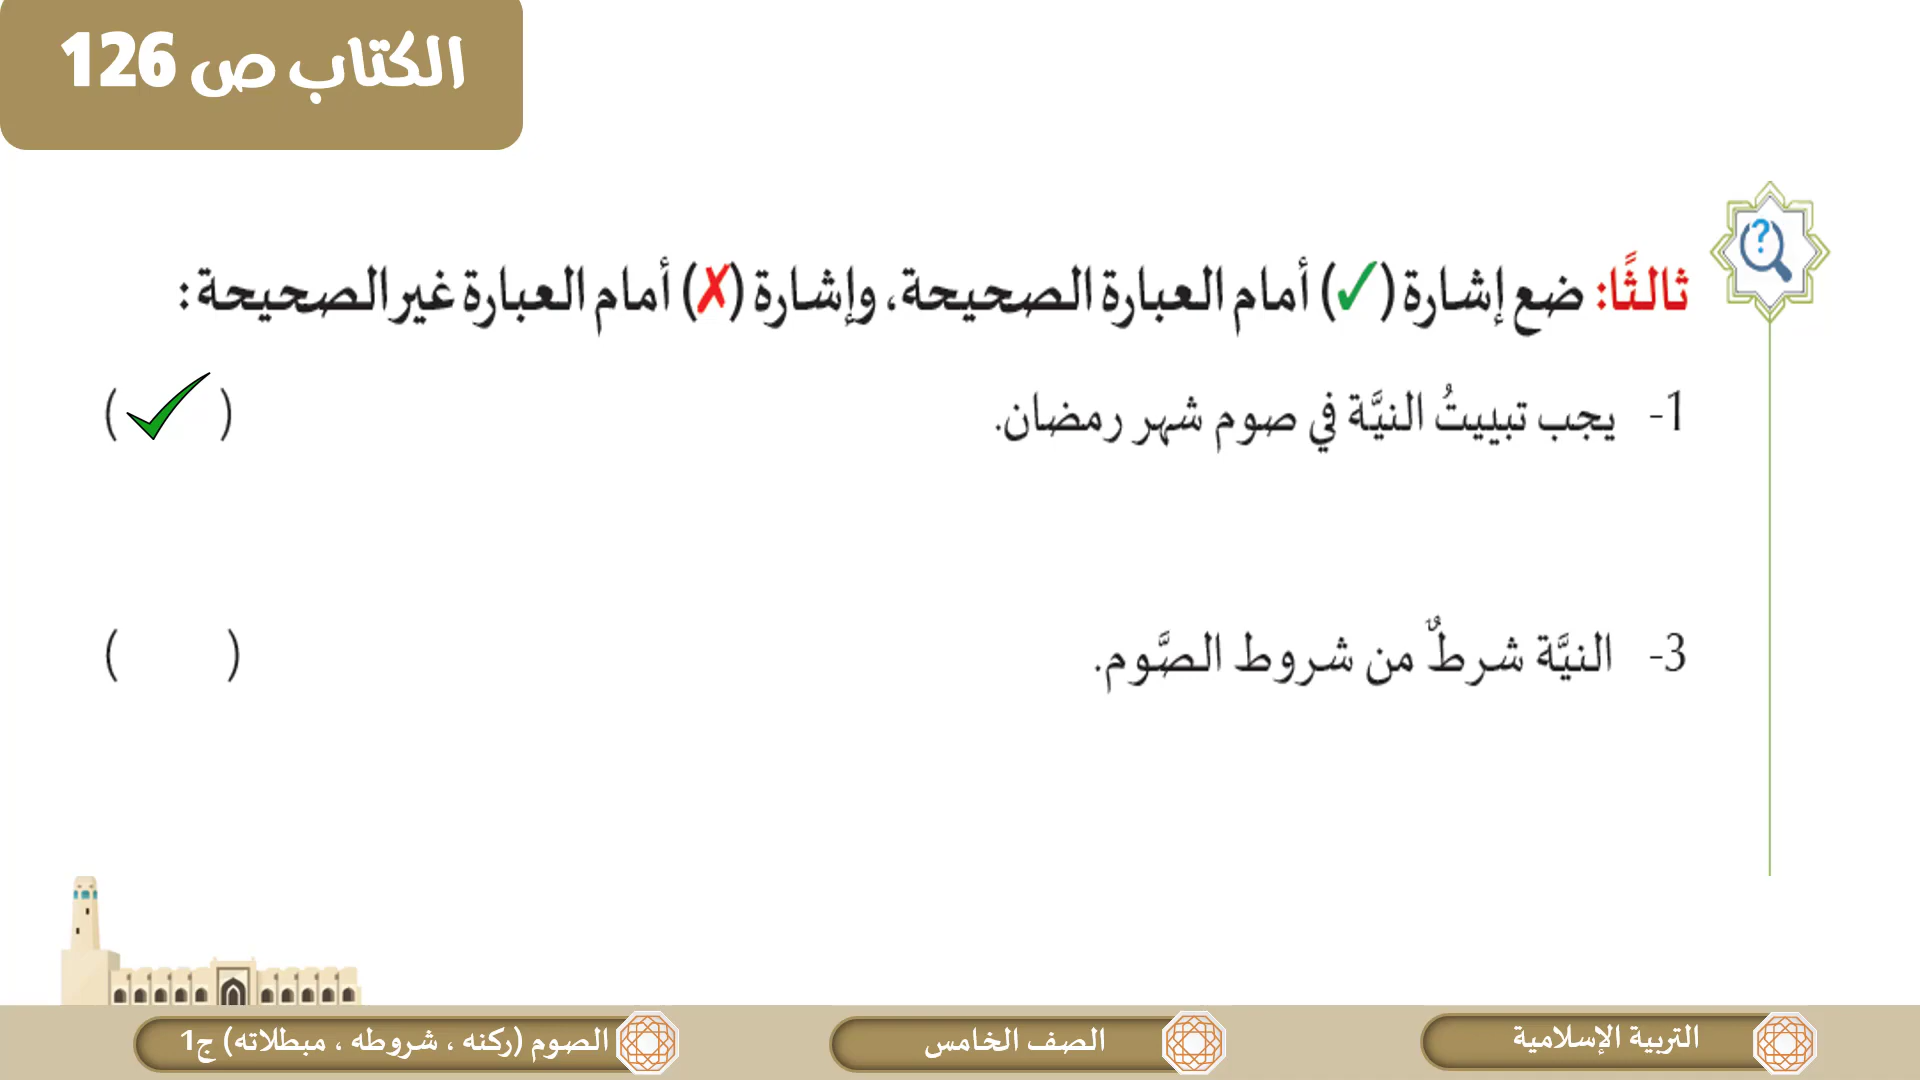 الكتاب ص 126
ثالثًا: ضع إشارة (✓) أمام العبارة الصحيحة، وإشارة (✗) أمام العبارة غير الصحيحة:
1- يجب تبييتُ النيَّة في صوم شهر رمضان. (✓)
3- النيَّة شرطٌ من شروط الصَّوم. ( )
التربية الإسلامية
الصف الخامس
الصوم (ركنه ، شروطه ، مبطلاته) ج1